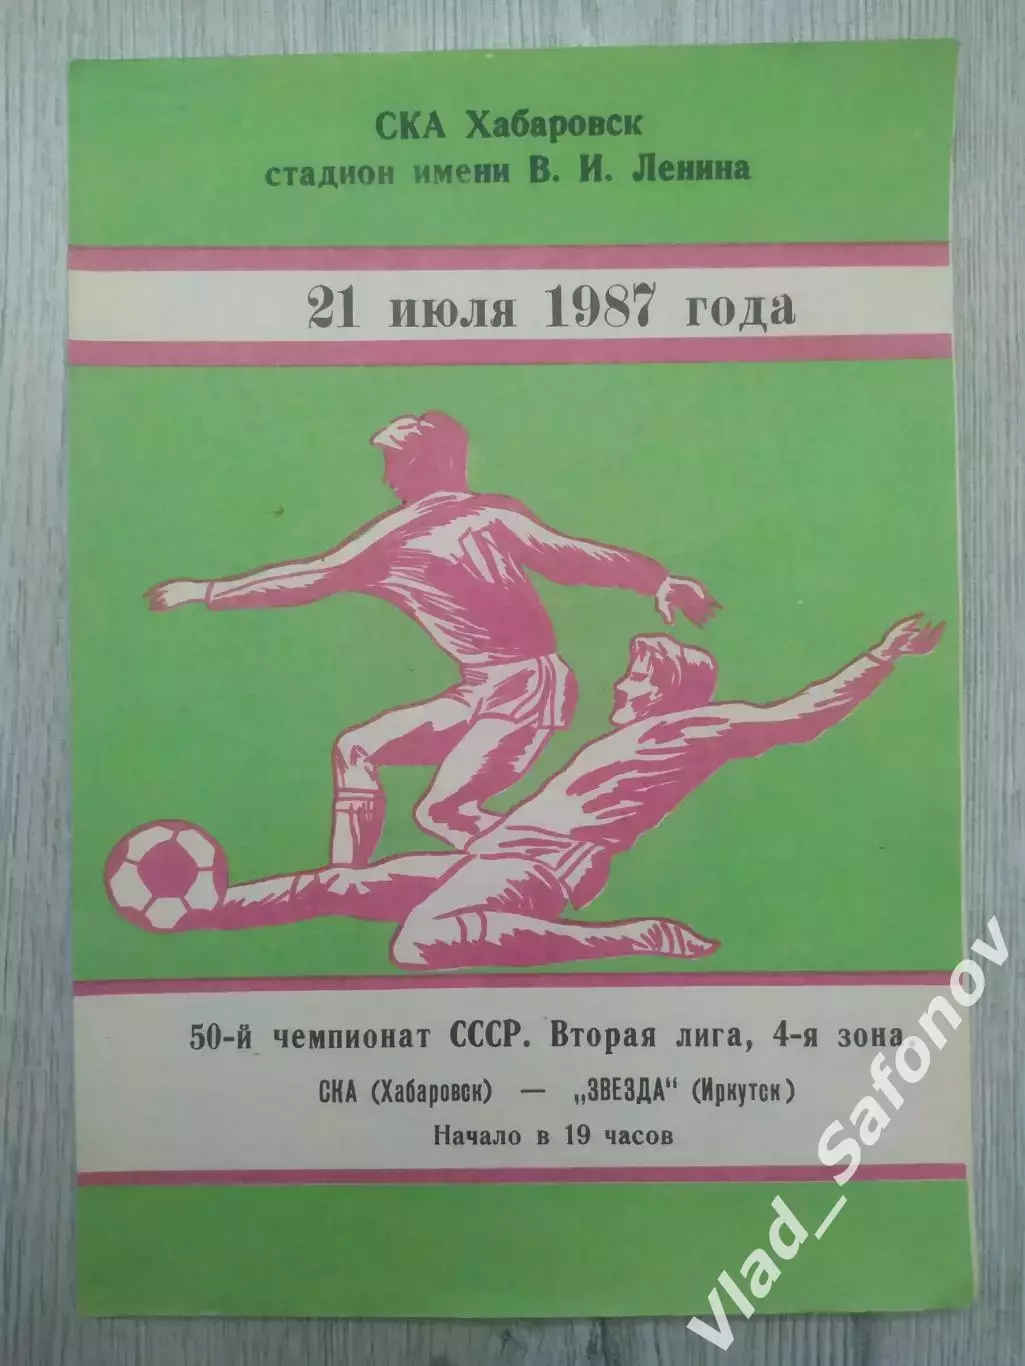 СКА Хабаровск
стадион имени В. И. Ленина
21 июля 1987 года
50-й чемпионат СССР. Вторая лига, 4-я зона.
СКА (Хабаровск) — „ЗВЕЗДА" (Иркутск)
Начало в 19 часов
Vlad_Safonov